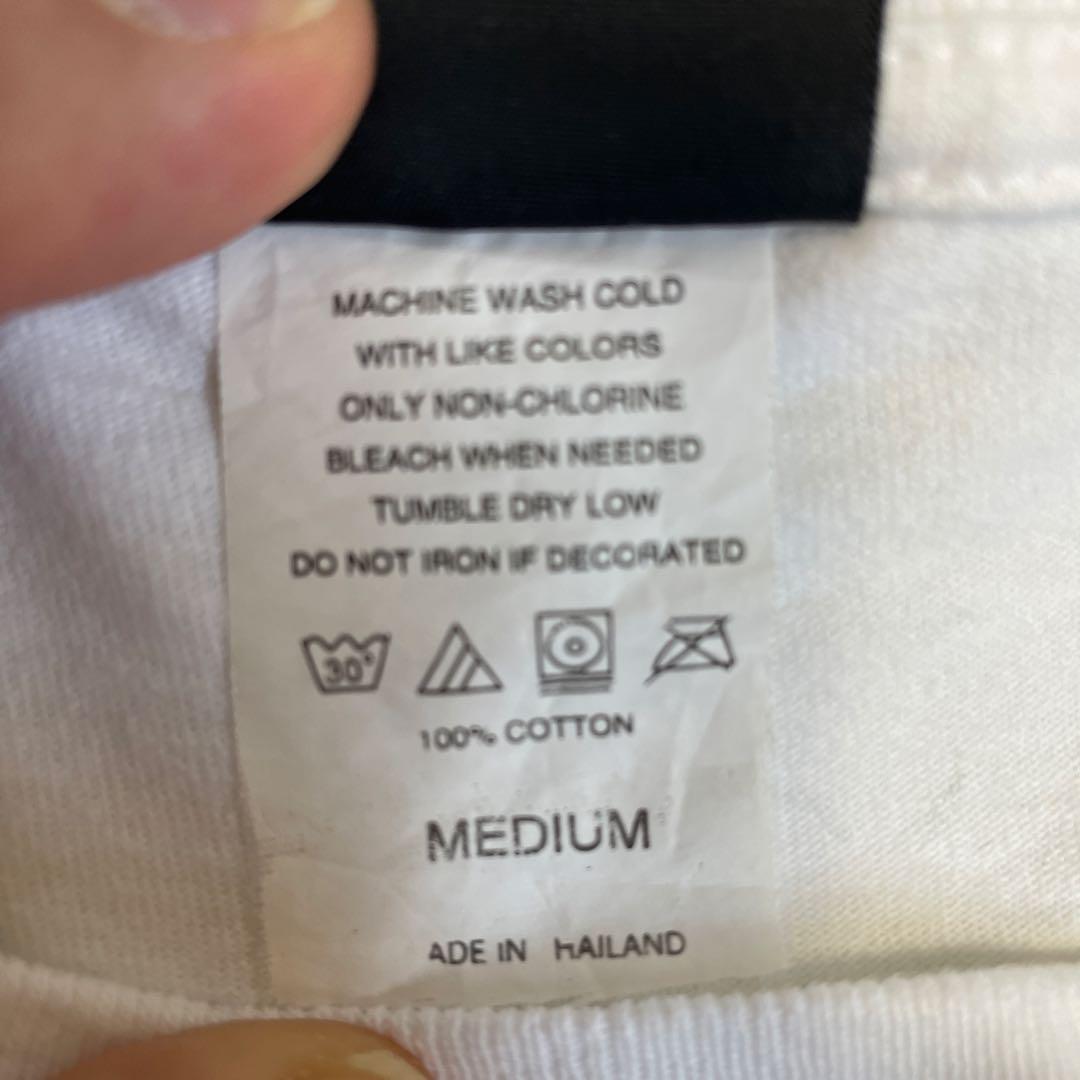 MACHINE WASH COLD
WITH LIKE COLORS
ONLY NON-CHLORINE
BLEACH WHEN NEEDED
TUMBLE DRY LOW
DO NOT IRON IF DECORATED
30°
100% COTTON
MEDIUM
ADE IN HAILAND